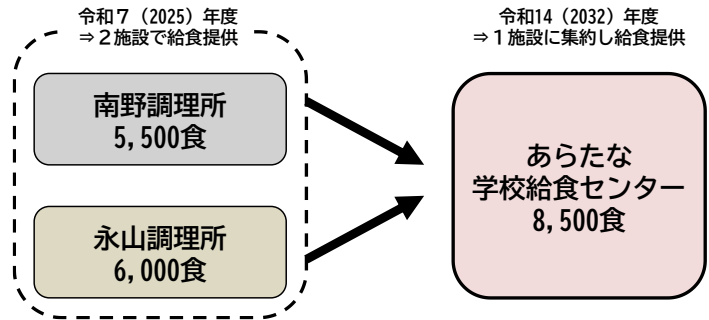 令和７（2025）年度
⇒２施設で給食提供
南野調理所
5,500食
永山調理所
6,000食
令和14（2032）年度
⇒１施設に集約し給食提供
あらたな
学校給食センター
8,500食